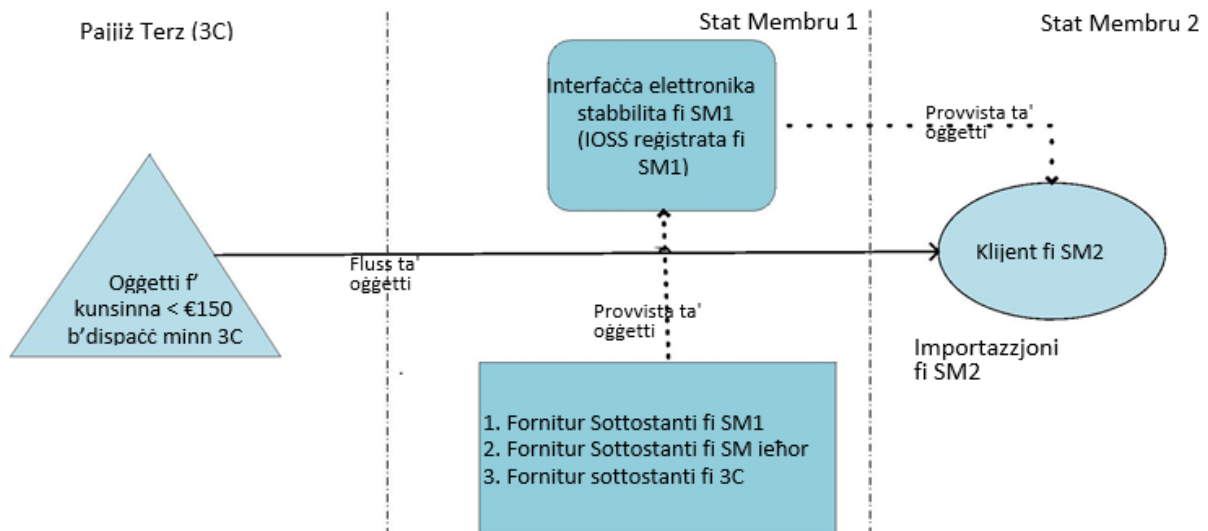 Pajjiż Terz (3C)
Stat Membru 1
Stat Membru 2
Interfaċċa elettronika
stabbilita fi SM1
(IOSS reġistrata fi
SM1)
Provvista ta'
oġġetti
Oġġetti f'
kunsinna < €150
b'dispaċċ minn 3C
Fluss ta'
oġġetti
Klijent fi SM2
Provvista ta'
oġġetti
Importazzjoni
fi SM2
1. Fornitur Sottostanti fi SM1
2. Fornitur Sottostanti fi SM ieħor
3. Fornitur sottostanti fi 3C